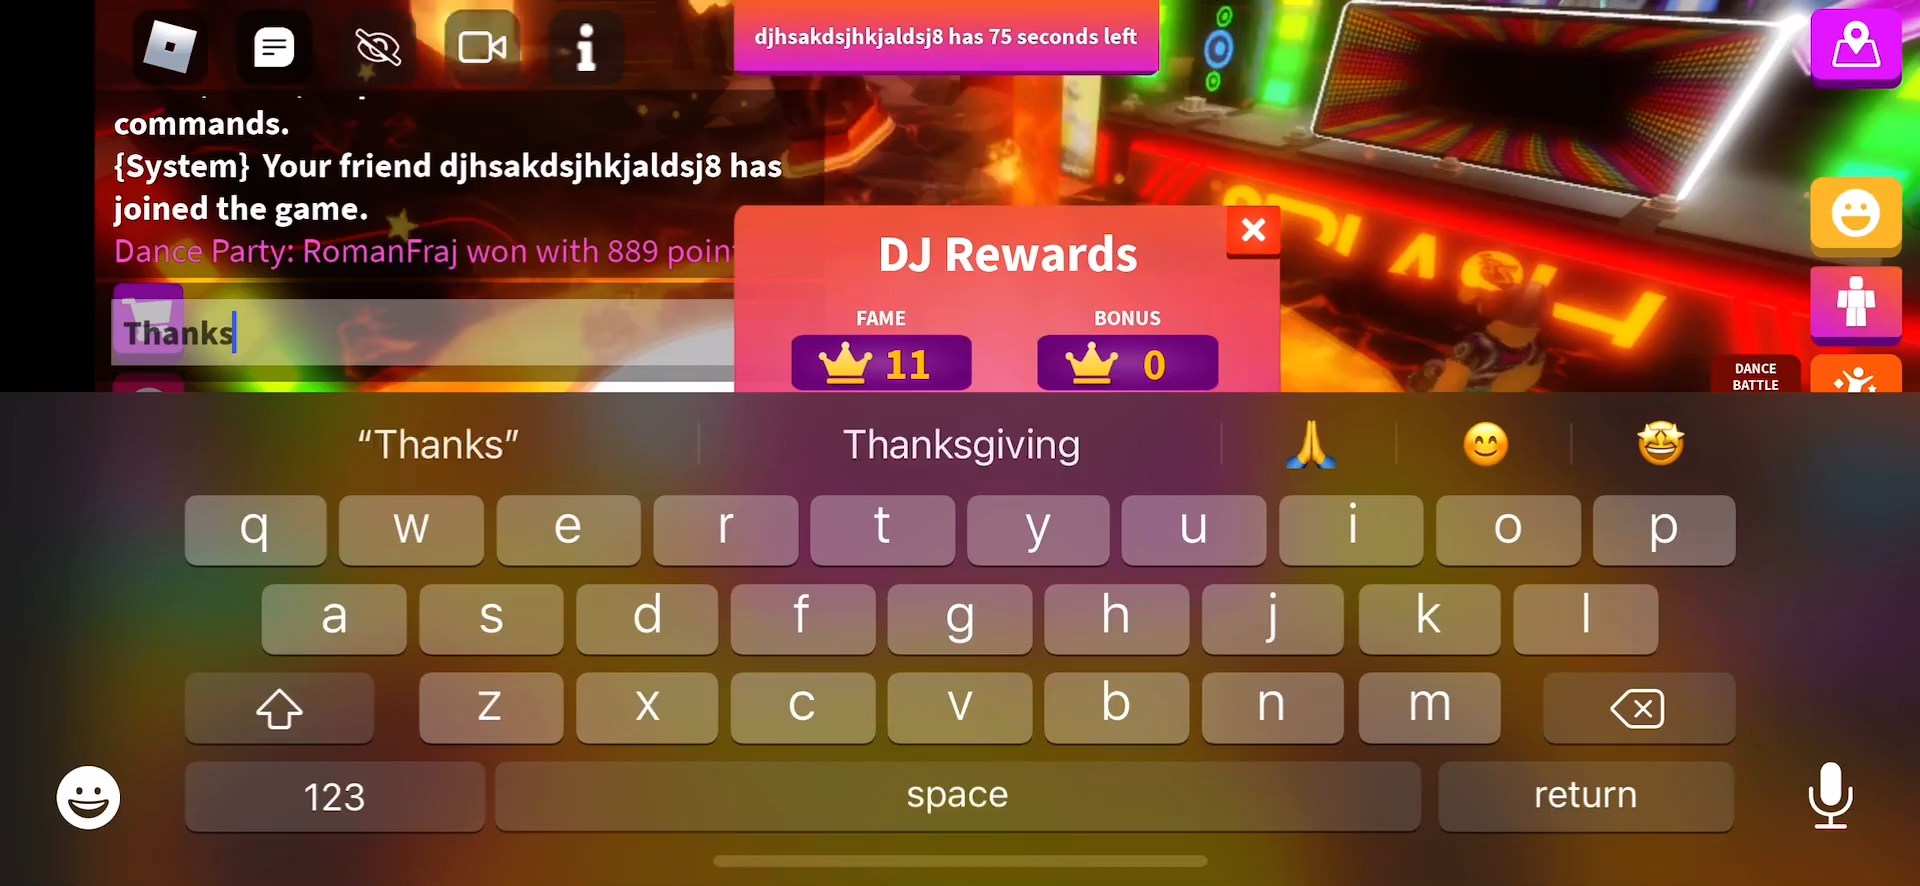 djhsakdsjhkjaldsj8 has 75 seconds left
commands.
{System} Your friend djhsakdsjhkjaldsj8 has
joined the game.
Dance Party: RomanFraj won with 889
Thanks
DJ Rewards
FAME
BONUS
11
0
DANCE
BATTLE
“Thanks”
Thanksgiving
q w e r t y u i o p
a s d f g h j k l
z x c v b n m
123
space
return